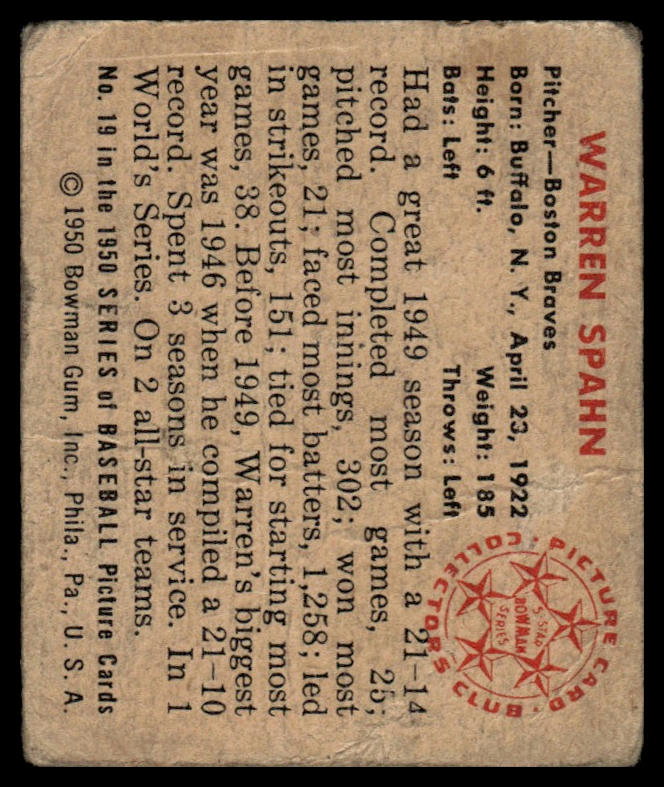 WARREN SPAHN
Pitcher—Boston Braves
Born: Buffalo, N. Y., April 23, 1922
Height: 6 ft. Weight: 185
Bats: Left Throws: Left
Had a great 1949 season with a 21-14
record. Completed most games, 25;
pitched most innings, 302; won most
games, 21; faced most batters, 1,258; led
in strikeouts, 151; tied for starting most
games, 38. Before 1949, Warren's biggest
year was 1946 when he compiled a 21-10
record. Spent 3 seasons in service. In 1
World's Series. On 2 all-star teams.
No. 19 in the 1950 SERIES of BASEBALL Picture Cards
© 1950 Bowman Gum, Inc., Phila., Pa., U. S. A.
PICTURE CARD COLLECTORS CLUB
5-STAR
BOWMAN
SERIES